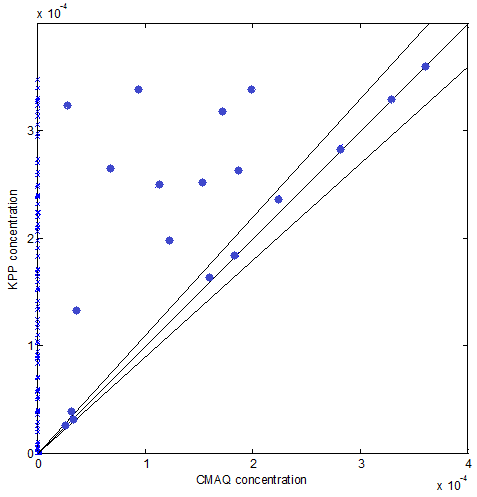 x 10⁻⁴
3
2
1
0
KPP concentration
0
1
2
3
4
CMAQ concentration
x 10⁻⁴